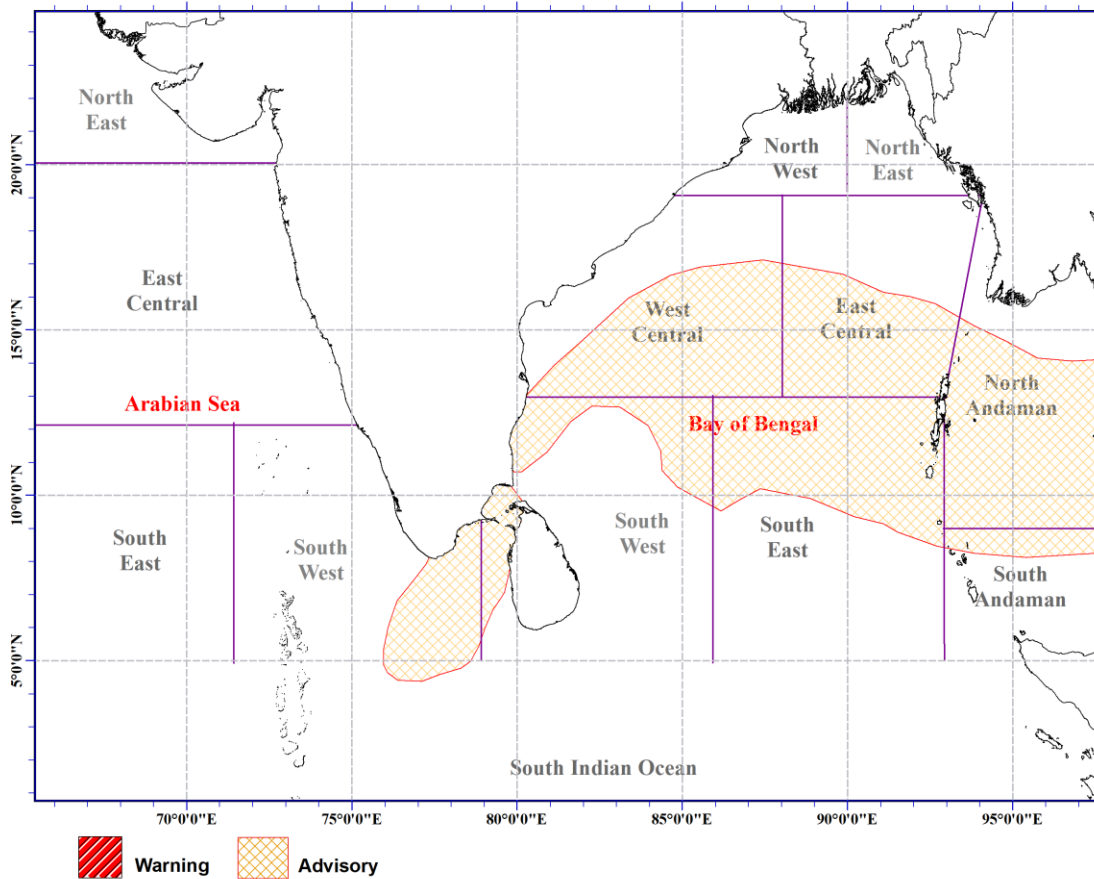 North
East
North
West
North
East
20°0'0"N
East
Central
West
Central
East
Central
15°0'0"N
Arabian Sea
Bay of Bengal
North
Andaman
10°0'0"N
South
East
South
West
South
West
South
East
South
Andaman
5°0'0"N
South Indian Ocean
70°0'0"E
75°0'0"E
80°0'0"E
85°0'0"E
90°0'0"E
95°0'0"E
Warning
Advisory